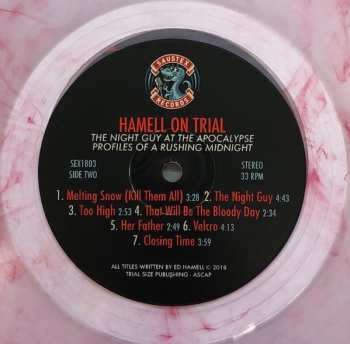 SAUSTEX
RECORDS
HAMELL ON TRIAL
THE NIGHT GUY AT THE APOCALYPSE
PROFILES OF A RUSHING MIDNIGHT
SEX1803 STEREO
SIDE TWO 33 RPM
1. Melting Snow (Kill Them All) 3:28 2. The Night Guy 4:43
3. Too High 2:53 4. That Will Be The Bloody Day 2:34
5. Her Father 2:49 6. Velcro 4:13
7. Closing Time 3:59
ALL TITLES WRITTEN BY ED HAMELL © 2018
TRIAL SIZE PUBLISHING - ASCAP